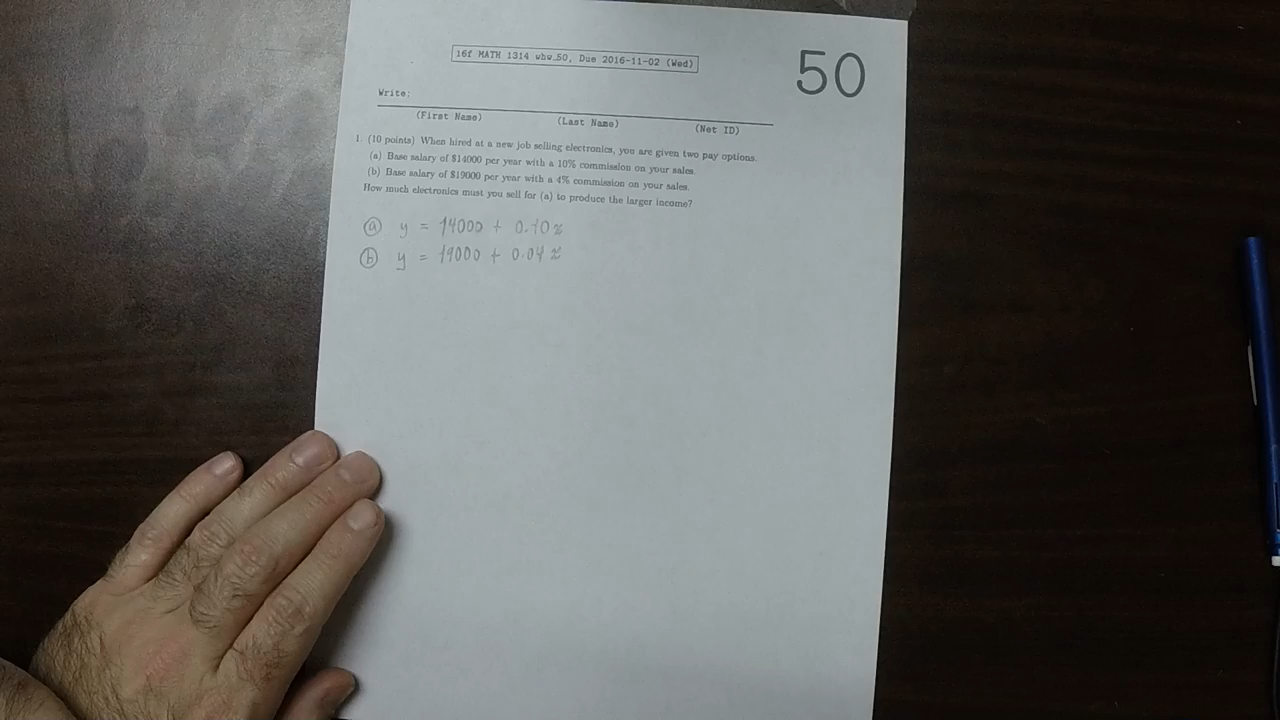 16f MATH 1314 whw_50, Due 2016-11-02 (Wed)
50
Write:
(First Name) (Last Name) (Net ID)
1. (10 points) When hired at a new job selling electronics, you are given two pay options.
(a) Base salary of $14000 per year with a 10% commission on your sales.
(b) Base salary of $19000 per year with a 4% commission on your sales.
How much electronics must you sell for (a) to produce the larger income?
(a) y = 14000 + 0.10x
(b) y = 19000 + 0.04x